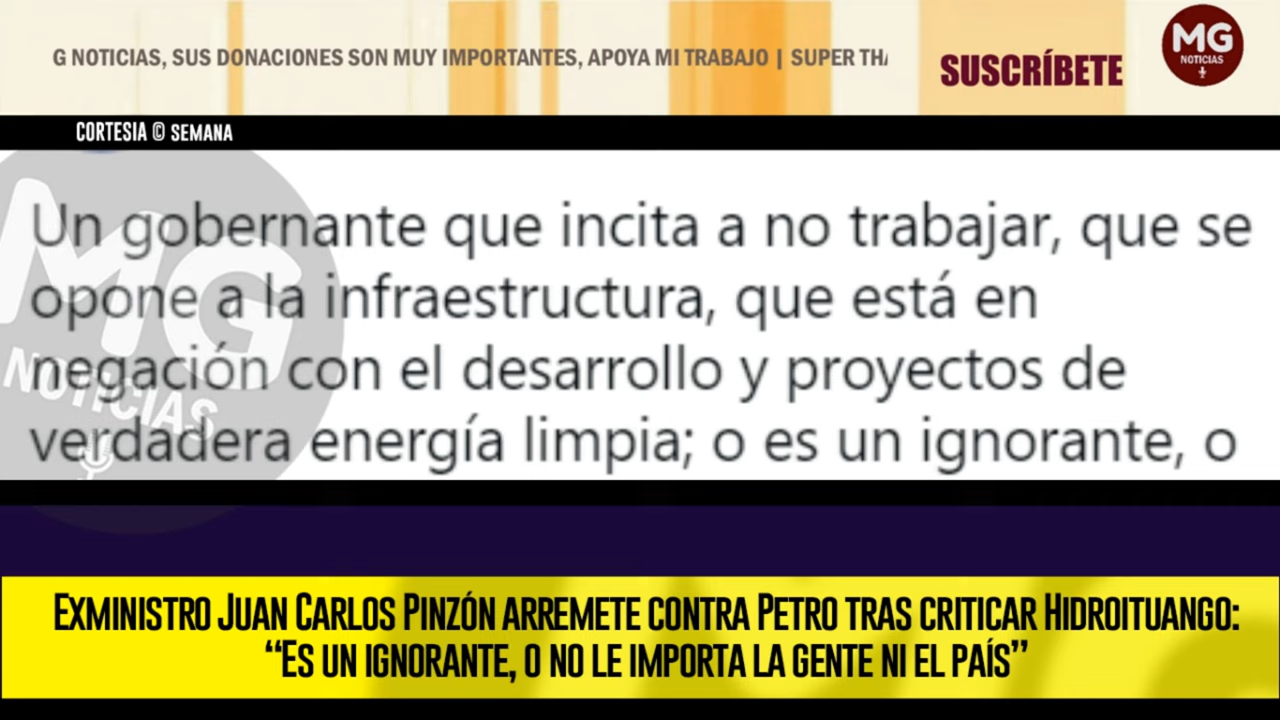 G NOTICIAS, SUS DONACIONES SON MUY IMPORTANTES, APOYA MI TRABAJO | SUPER THA
SUSCRÍBETE
MG
NOTICIAS
CORTESIA © SEMANA
Un gobernante que incita a no trabajar, que se
opone a la infraestructura, que está en
negación con el desarrollo y proyectos de
verdadera energía limpia; o es un ignorante, o
MG
NOTICIAS
EXMINISTRO JUAN CARLOS PINZÓN ARREMETE CONTRA PETRO TRAS CRITICAR HIDROITUANGO:
“ES UN IGNORANTE, O NO LE IMPORTA LA GENTE NI EL PAÍS”